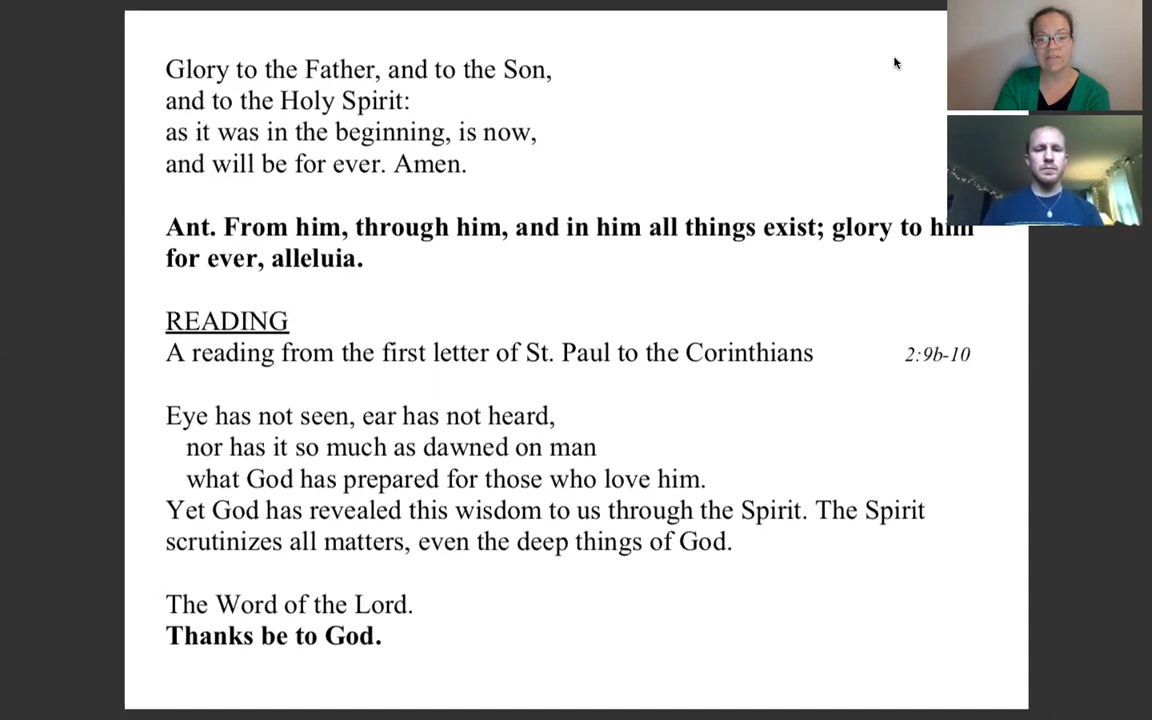 Glory to the Father, and to the Son,
and to the Holy Spirit:
as it was in the beginning, is now,
and will be for ever. Amen.
Ant. From him, through him, and in him all things exist; glory to him
for ever, alleluia.
READING
A reading from the first letter of St. Paul to the Corinthians 2:9b-10
Eye has not seen, ear has not heard,
nor has it so much as dawned on man
what God has prepared for those who love him.
Yet God has revealed this wisdom to us through the Spirit. The Spirit
scrutinizes all matters, even the deep things of God.
The Word of the Lord.
Thanks be to God.